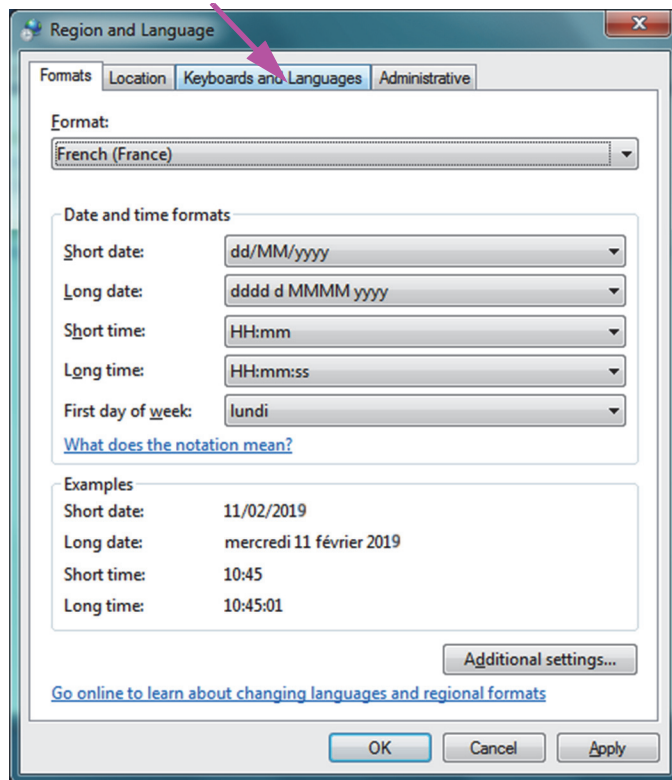 Region and Language
Formats Location Keyboards and Languages Administrative
Format:
French (France)
Date and time formats
Short date: dd/MM/yyyy
Long date: dddd d MMMM yyyy
Short time: HH:mm
Long time: HH:mm:ss
First day of week: lundi
What does the notation mean?
Examples
Short date: 11/02/2019
Long date: mercredi 11 février 2019
Short time: 10:45
Long time: 10:45:01
Additional settings...
Go online to learn about changing languages and regional formats
OK Cancel Apply